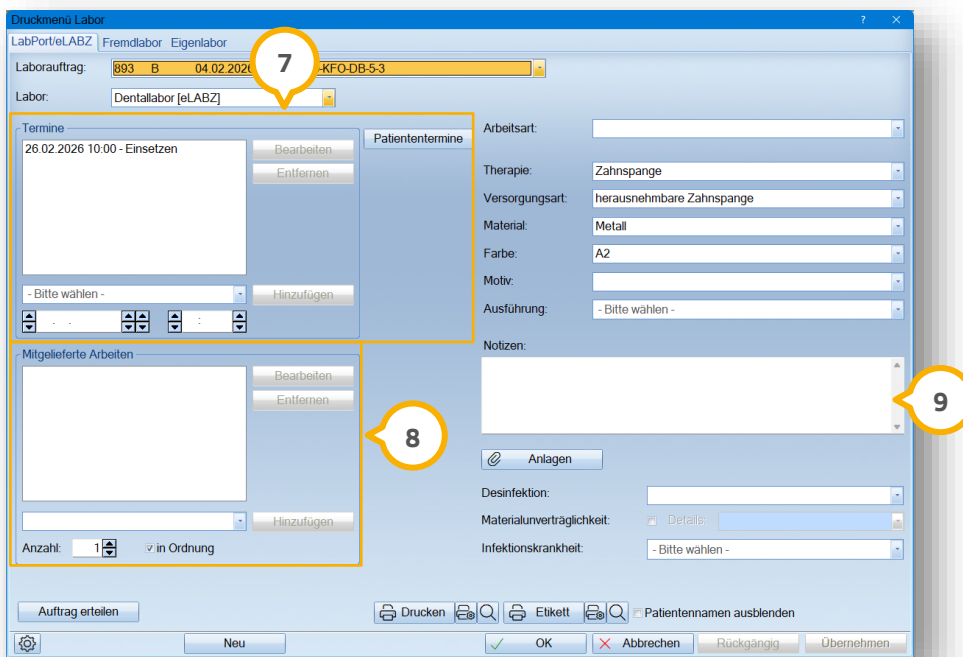 Druckmenü Labor
LabPort/eLABZ Fremdlabor Eigenlabor
7
Laborauftrag: 893 B 04.02.2026 -KFO-DB-5-3
Labor: Dentallabor [eLABZ]
Termine
26.02.2026 10:00 - Einsetzen
Bearbeiten
Entfernen
Patiententermine
- Bitte wählen -
Hinzufügen
. . :
Mitgelieferte Arbeiten
Bearbeiten
Entfernen
8
Hinzufügen
Anzahl: 1 in Ordnung
Arbeitsart:
Therapie: Zahnspange
Versorgungsart: herausnehmbare Zahnspange
Material: Metall
Farbe: A2
Motiv:
Ausführung: - Bitte wählen -
Notizen:
9
Anlagen
Desinfektion:
Materialunverträglichkeit: Details:
Infektionskrankheit: - Bitte wählen -
Auftrag erteilen Drucken Etikett Patientennamen ausblenden
Neu OK Abbrechen Rückgängig Übernehmen